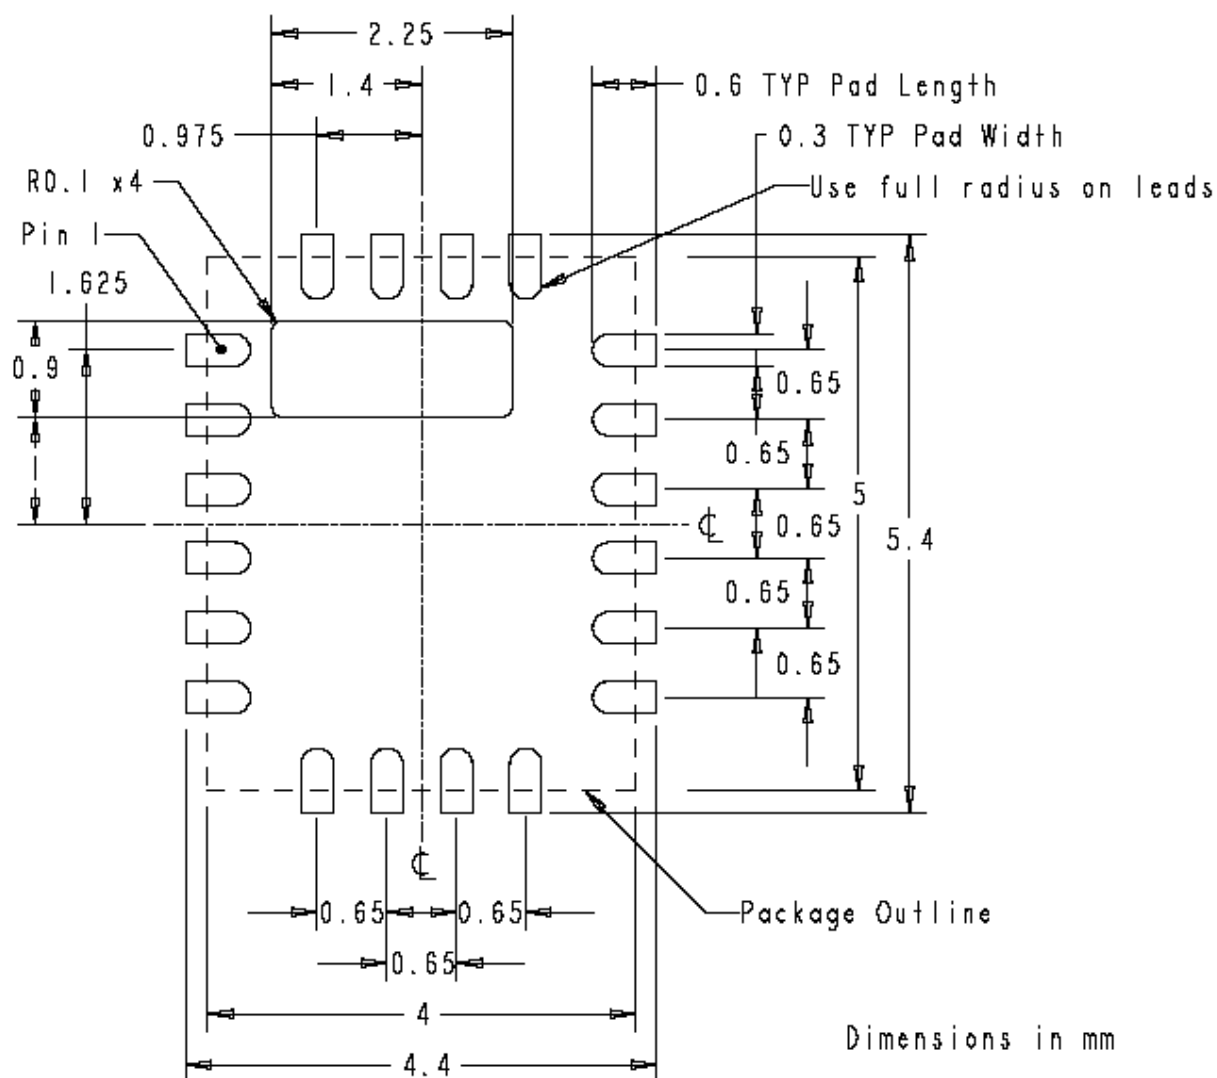 2.25
1.4
0.6 TYP Pad Length
0.975
0.3 TYP Pad Width
R0.1 x4
Use full radius on leads
Pin 1
1.625
0.9
0.65
0.65
5
0.65
5.4
0.65
0.65
0.65
0.65
Package Outline
0.65
4
Dimensions in mm
4.4